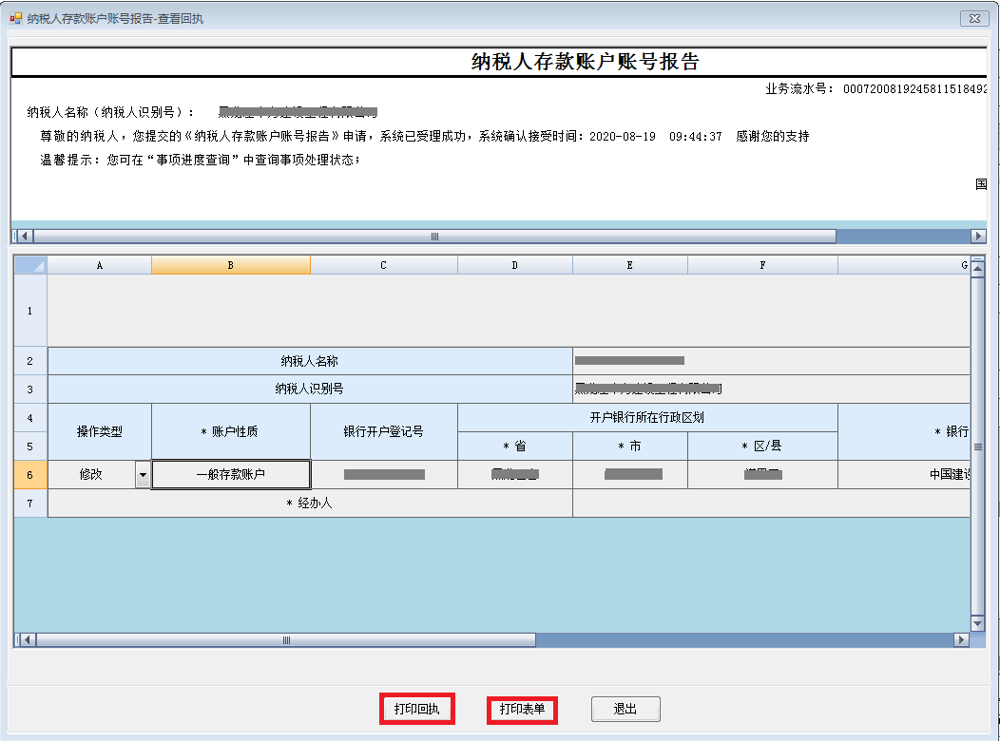 纳税人存款账户账号报告-查看回执
纳税人存款账户账号报告
业务流水号： 0007200819245811518492
纳税人名称（纳税人识别号）：
尊敬的纳税人，您提交的《纳税人存款账户账号报告》申请，系统已受理成功，系统确认接受时间：2020-08-19 09:44:37 感谢您的支持
温馨提示：您可在“事项进度查询”中查询事项处理状态；
国
A B C D E F G
1
2 纳税人名称
3 纳税人识别号
4 操作类型 * 账户性质 银行开户登记号 开户银行所在行政区划 * 银行
5 * 省 * 市 * 区/县
6 修改 一般存款账户 中国建设
7 * 经办人
打印回执 打印表单 退出